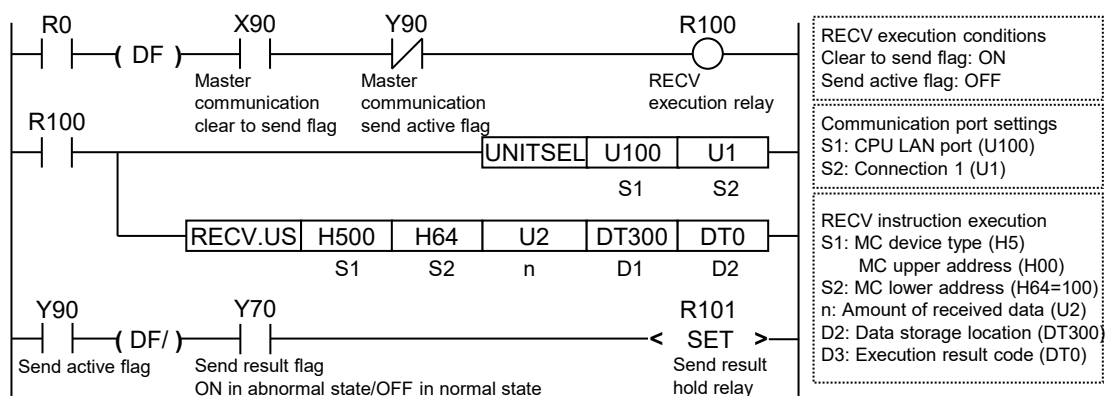 R0 X90 Y90 R100
( DF )
Master
communication
clear to send flag
Master
communication
send active flag
RECV
execution relay
R100
UNITSEL U100 U1
S1 S2
RECV.US H500 H64 U2 DT300 DT0
S1 S2 n D1 D2
Y90 Y70 R101
( DF/ ) < SET >
Send active flag
Send result flag
ON in abnormal state/OFF in normal state
Send result
hold relay
RECV execution conditions
Clear to send flag: ON
Send active flag: OFF
Communication port settings
S1: CPU LAN port (U100)
S2: Connection 1 (U1)
RECV instruction execution
S1: MC device type (H5)
MC upper address (H00)
S2: MC lower address (H64=100)
n: Amount of received data (U2)
D2: Data storage location (DT300)
D3: Execution result code (DT0)